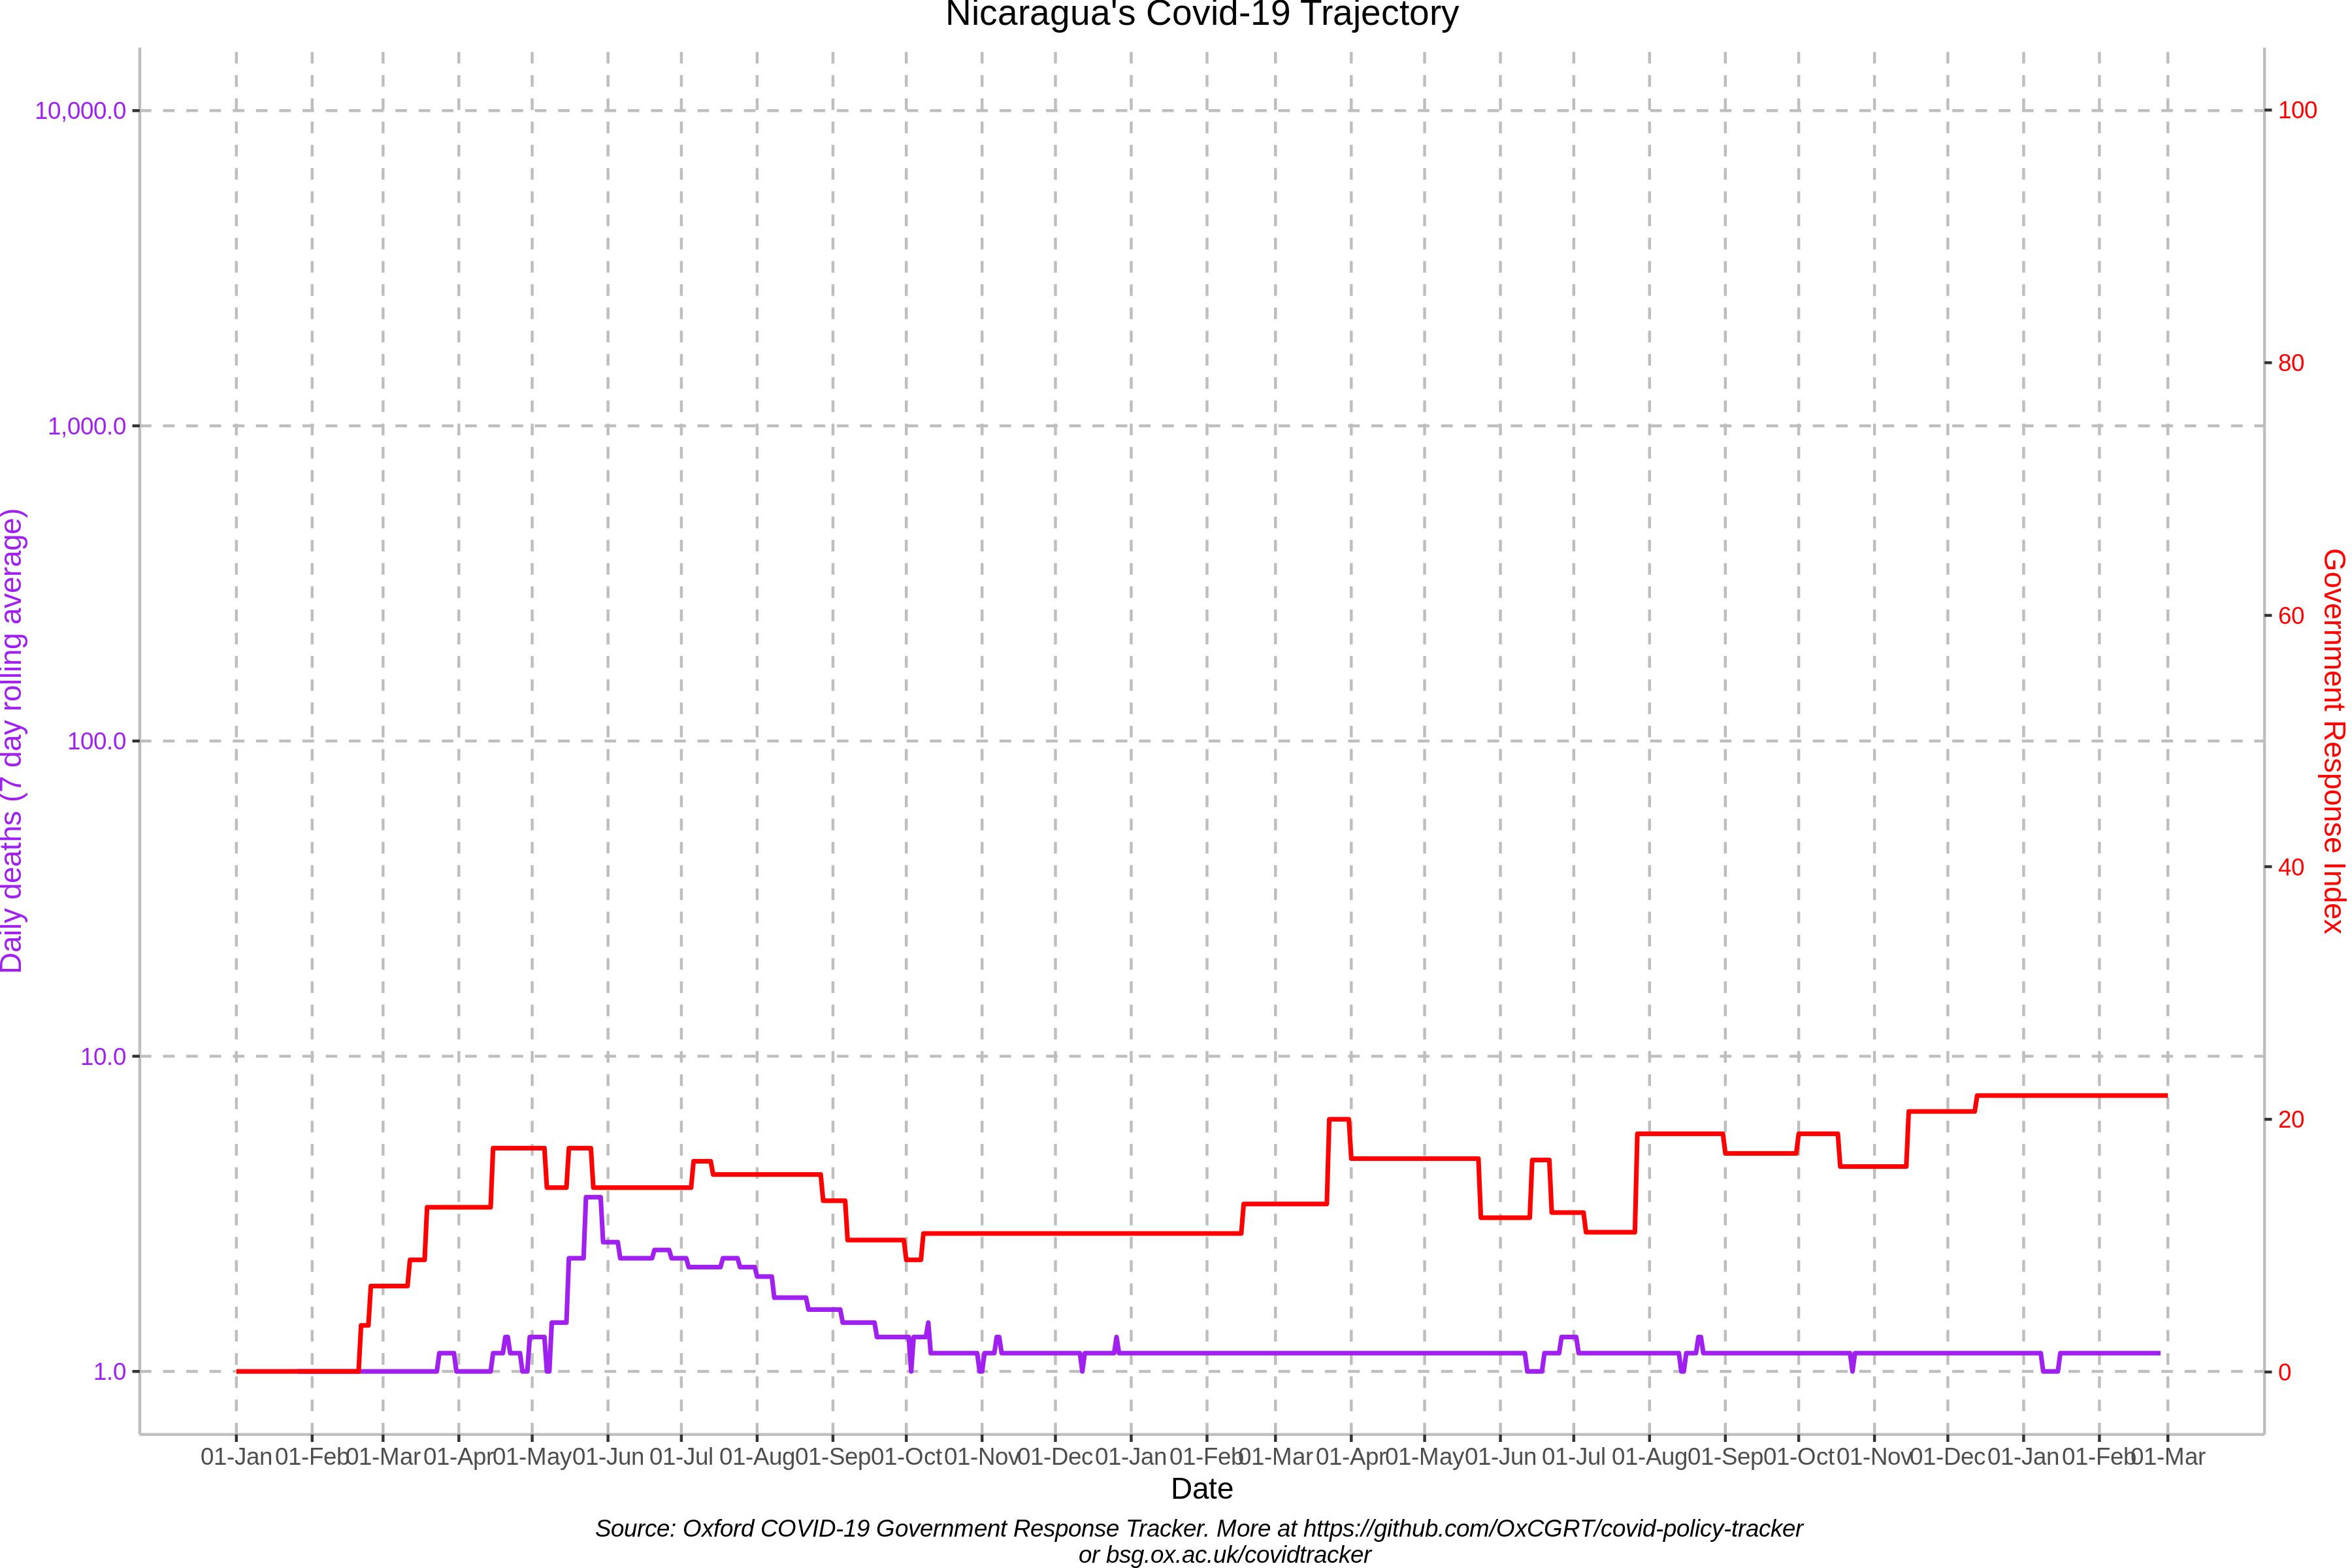 Nicaragua's Covid-19 Trajectory
10,000.0
1,000.0
100.0
10.0
1.0
Daily deaths (7 day rolling average)
100
80
60
40
20
0
Government Response Index
01-Jan 01-Feb 01-Mar 01-Apr 01-May 01-Jun 01-Jul 01-Aug 01-Sep 01-Oct 01-Nov 01-Dec 01-Jan 01-Feb 01-Mar 01-Apr 01-May 01-Jun 01-Jul 01-Aug 01-Sep 01-Oct 01-Nov 01-Dec 01-Jan 01-Feb 01-Mar
Date
Source: Oxford COVID-19 Government Response Tracker. More at https://github.com/OxCGRT/covid-policy-tracker
or bsg.ox.ac.uk/covidtracker